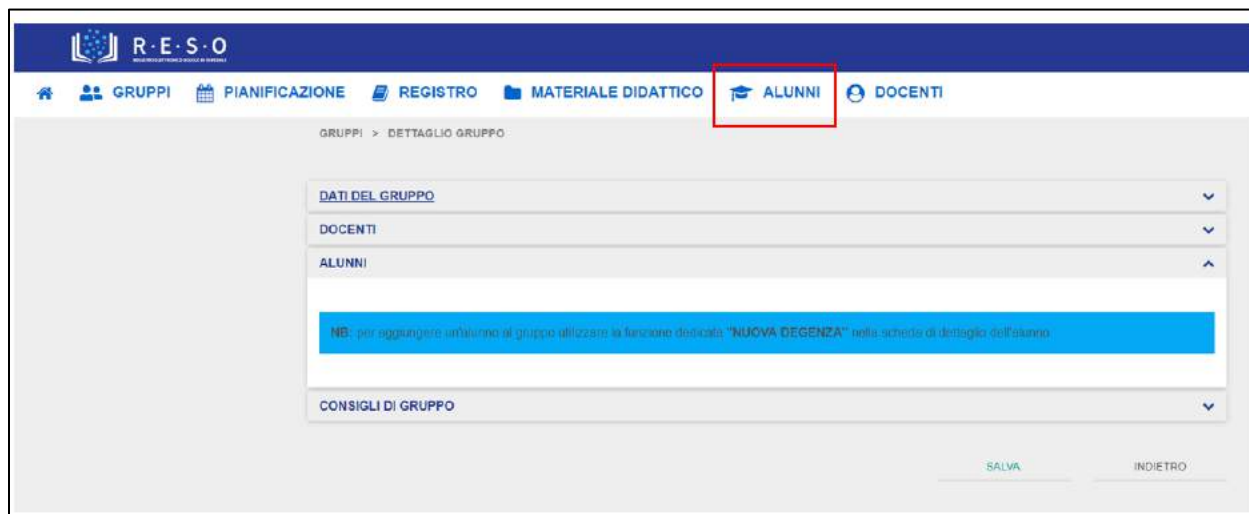 R·E·S·O
GRUPPI PIANIFICAZIONE REGISTRO MATERIALE DIDATTICO ALUNNI DOCENTI
GRUPPI > DETTAGLIO GRUPPO
DATI DEL GRUPPO
DOCENTI
ALUNNI
NB: per aggiungere un'alunno al gruppo utilizzare la funzione dedicata "NUOVA DEGENZA" nella scheda di dettaglio dell'alunno
CONSIGLI DI GRUPPO
SALVA INDIETRO